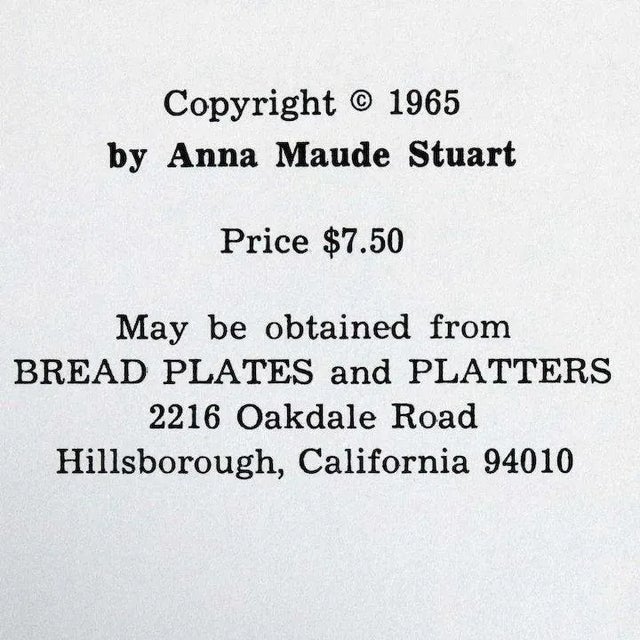 Copyright © 1965
by Anna Maude Stuart
Price $7.50
May be obtained from
BREAD PLATES and PLATTERS
2216 Oakdale Road
Hillsborough, California 94010